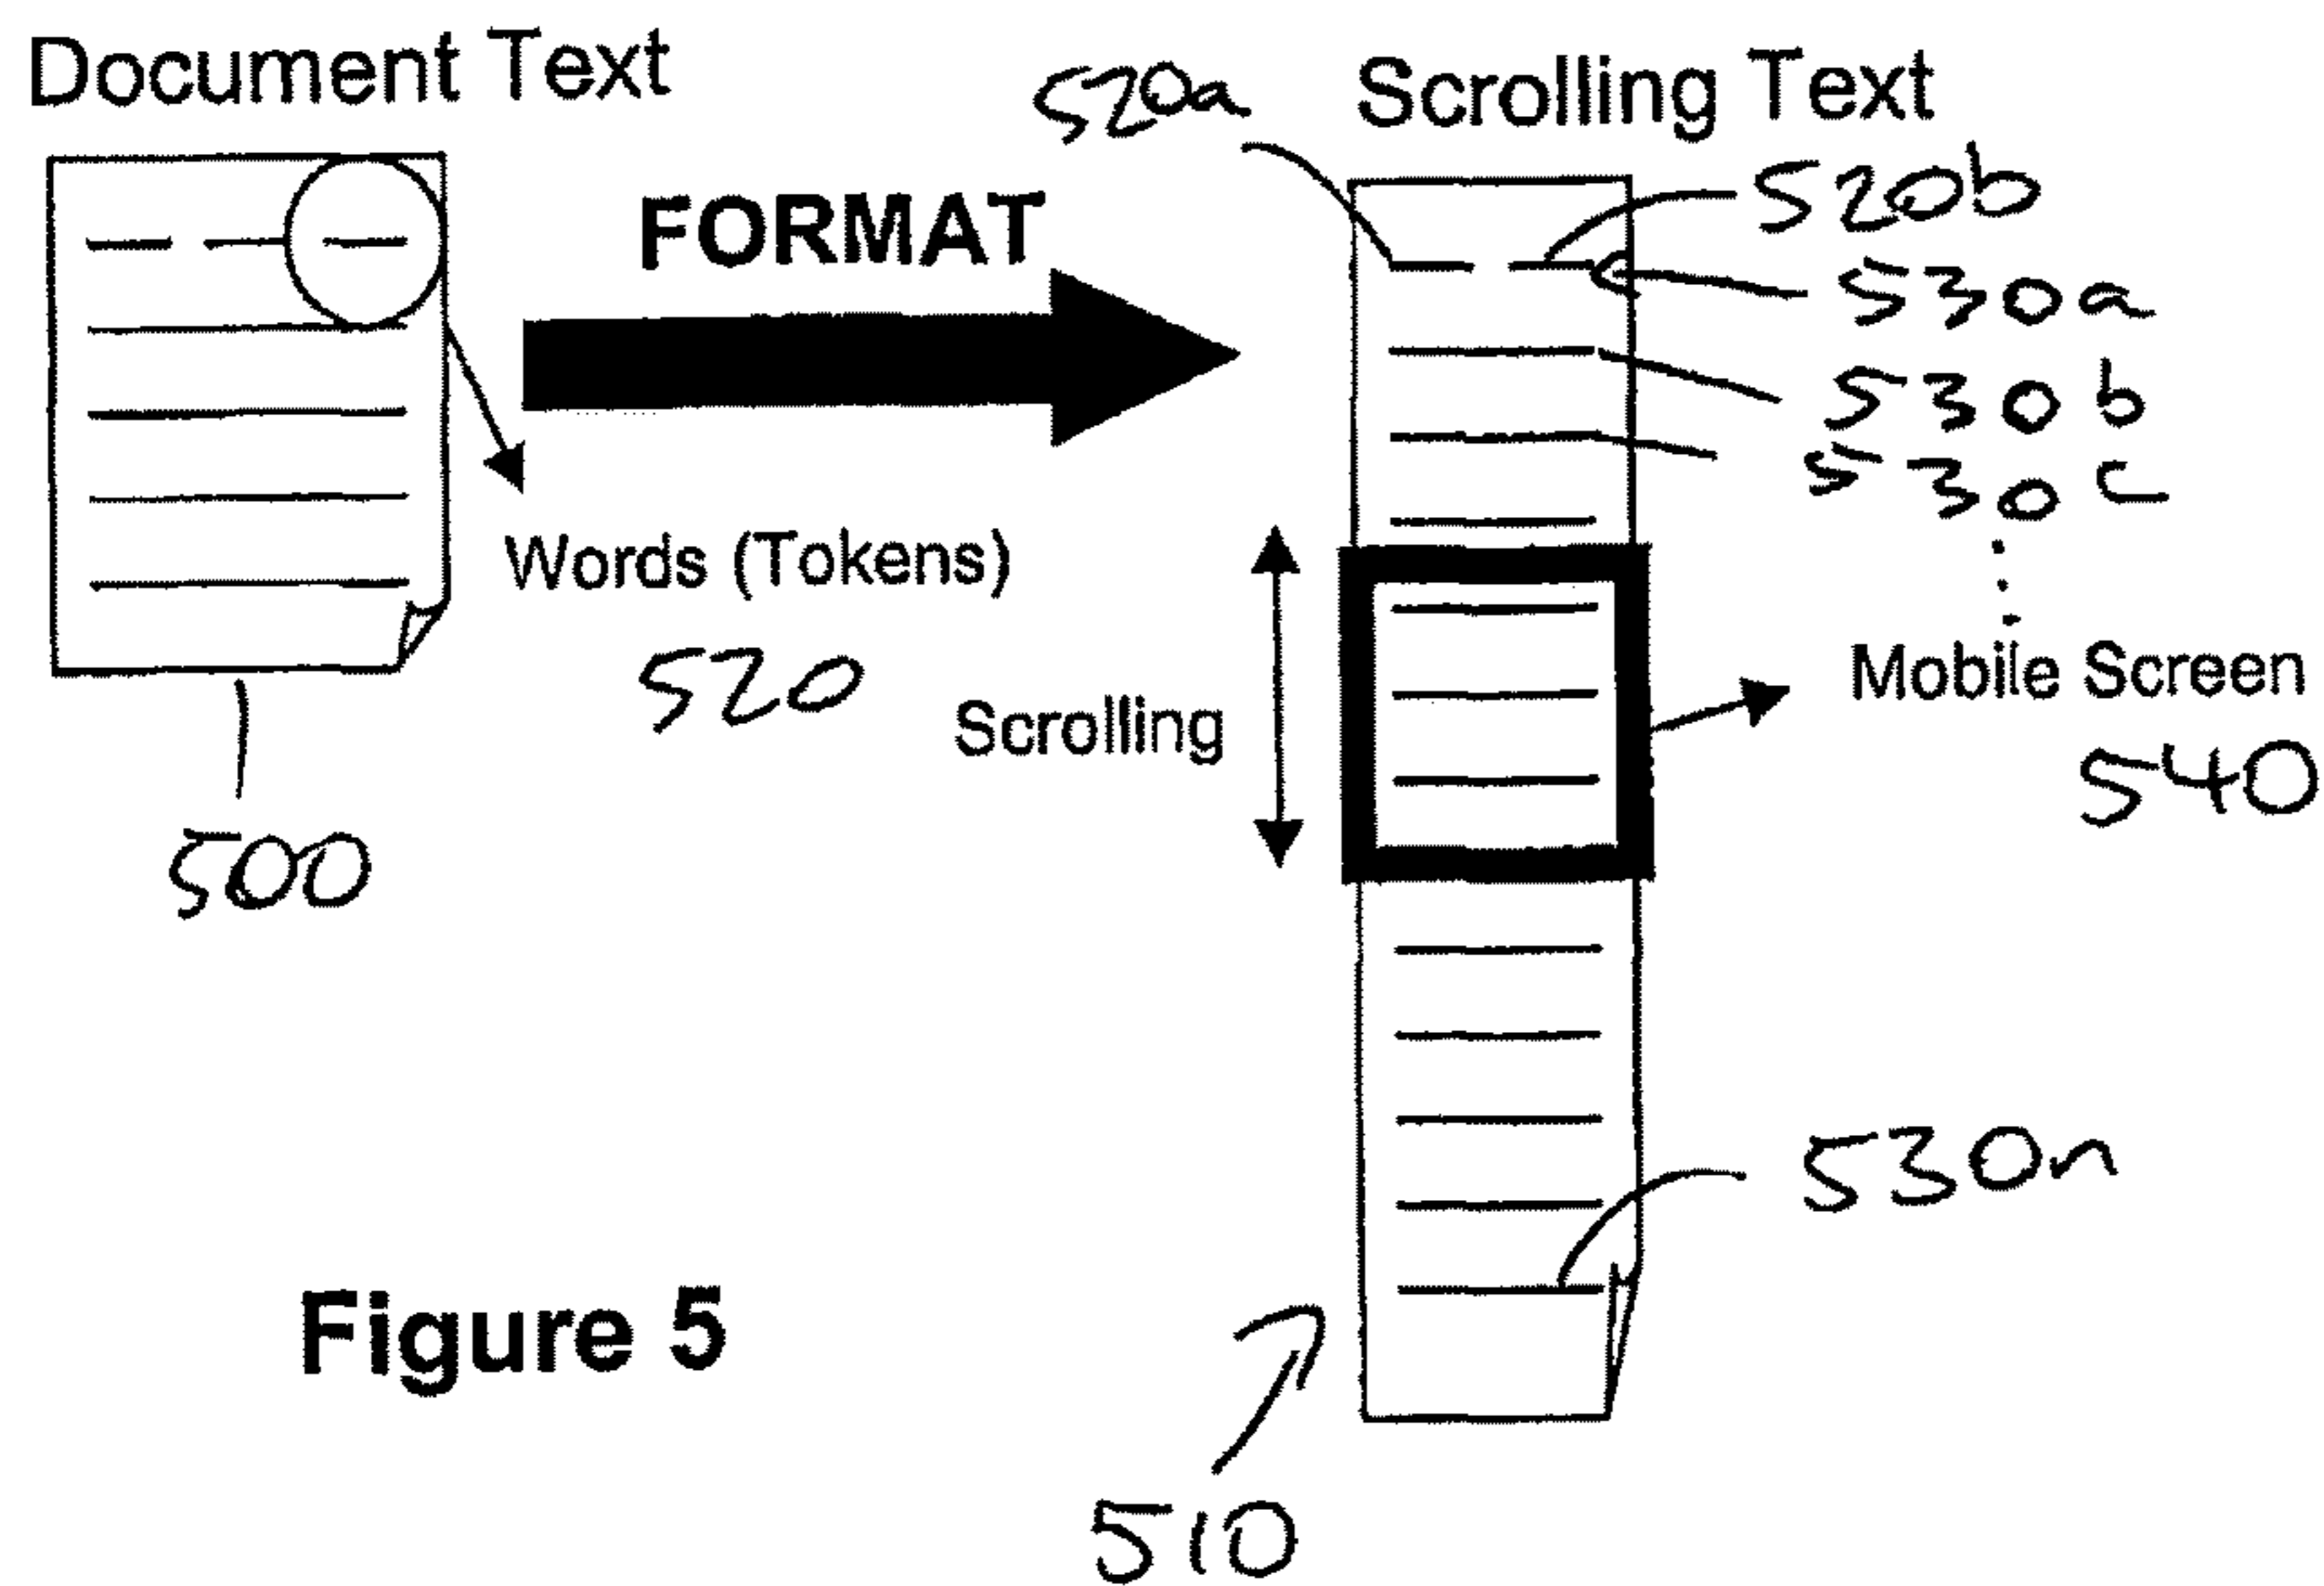 Document Text
520a
Scrolling Text
520b
FORMAT
530a
530b
530c
Words (Tokens)
520
Scrolling
Mobile Screen
540
500
530n
Figure 5
510